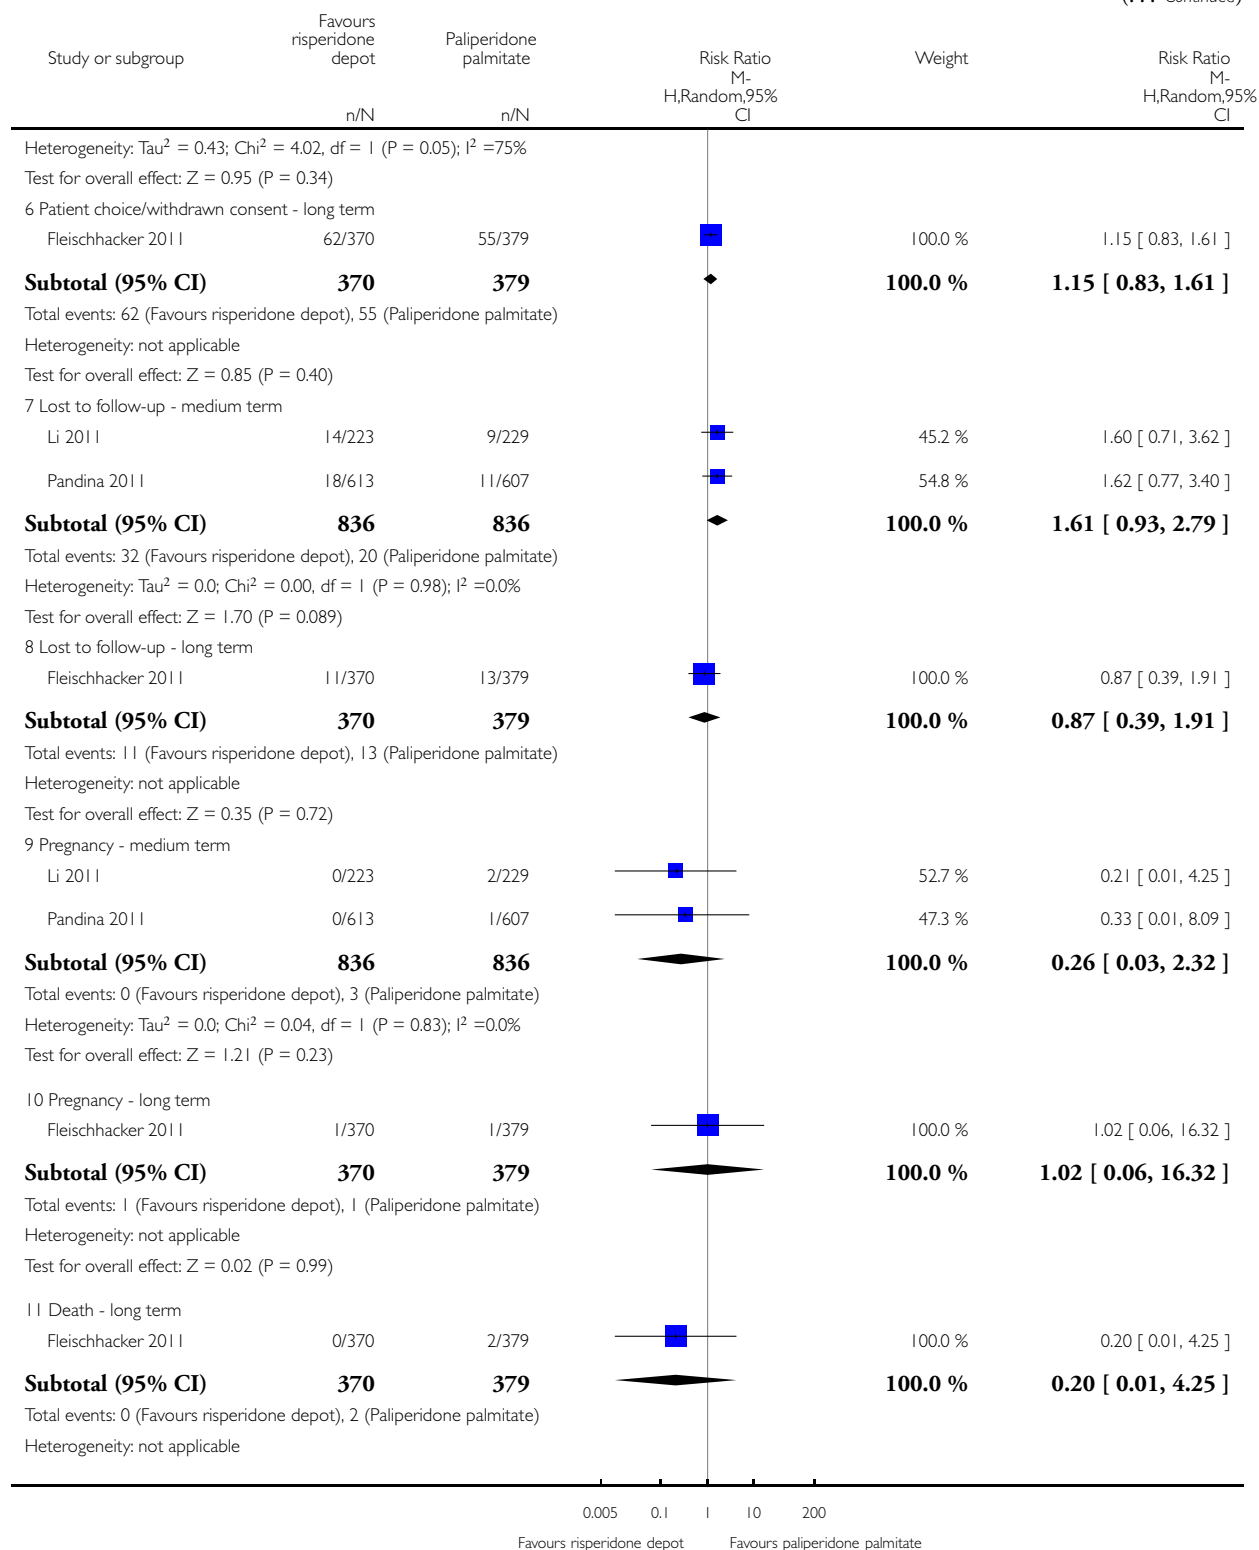 (. . . Continued)
Study or subgroup Favours risperidone depot Paliperidone palmitate Risk Ratio Weight Risk Ratio
n/N n/N M-H,Random,95% CI M-H,Random,95% CI
Heterogeneity: Tau² = 0.43; Chi² = 4.02, df = 1 (P = 0.05); I² =75%
Test for overall effect: Z = 0.95 (P = 0.34)
6 Patient choice/withdrawn consent - long term
Fleischhacker 2011 62/370 55/379 100.0 % 1.15 [ 0.83, 1.61 ]
Subtotal (95% CI) 370 379 100.0 % 1.15 [ 0.83, 1.61 ]
Total events: 62 (Favours risperidone depot), 55 (Paliperidone palmitate)
Heterogeneity: not applicable
Test for overall effect: Z = 0.85 (P = 0.40)
7 Lost to follow-up - medium term
Li 2011 14/223 9/229 45.2 % 1.60 [ 0.71, 3.62 ]
Pandina 2011 18/613 11/607 54.8 % 1.62 [ 0.77, 3.40 ]
Subtotal (95% CI) 836 836 100.0 % 1.61 [ 0.93, 2.79 ]
Total events: 32 (Favours risperidone depot), 20 (Paliperidone palmitate)
Heterogeneity: Tau² = 0.0; Chi² = 0.00, df = 1 (P = 0.98); I² =0.0%
Test for overall effect: Z = 1.70 (P = 0.089)
8 Lost to follow-up - long term
Fleischhacker 2011 11/370 13/379 100.0 % 0.87 [ 0.39, 1.91 ]
Subtotal (95% CI) 370 379 100.0 % 0.87 [ 0.39, 1.91 ]
Total events: 11 (Favours risperidone depot), 13 (Paliperidone palmitate)
Heterogeneity: not applicable
Test for overall effect: Z = 0.35 (P = 0.72)
9 Pregnancy - medium term
Li 2011 0/223 2/229 52.7 % 0.21 [ 0.01, 4.25 ]
Pandina 2011 0/613 1/607 47.3 % 0.33 [ 0.01, 8.09 ]
Subtotal (95% CI) 836 836 100.0 % 0.26 [ 0.03, 2.32 ]
Total events: 0 (Favours risperidone depot), 3 (Paliperidone palmitate)
Heterogeneity: Tau² = 0.0; Chi² = 0.04, df = 1 (P = 0.83); I² =0.0%
Test for overall effect: Z = 1.21 (P = 0.23)
10 Pregnancy - long term
Fleischhacker 2011 1/370 1/379 100.0 % 1.02 [ 0.06, 16.32 ]
Subtotal (95% CI) 370 379 100.0 % 1.02 [ 0.06, 16.32 ]
Total events: 1 (Favours risperidone depot), 1 (Paliperidone palmitate)
Heterogeneity: not applicable
Test for overall effect: Z = 0.02 (P = 0.99)
11 Death - long term
Fleischhacker 2011 0/370 2/379 100.0 % 0.20 [ 0.01, 4.25 ]
Subtotal (95% CI) 370 379 100.0 % 0.20 [ 0.01, 4.25 ]
Total events: 0 (Favours risperidone depot), 2 (Paliperidone palmitate)
Heterogeneity: not applicable
0.005 0.1 1 10 200
Favours risperidone depot Favours paliperidone palmitate